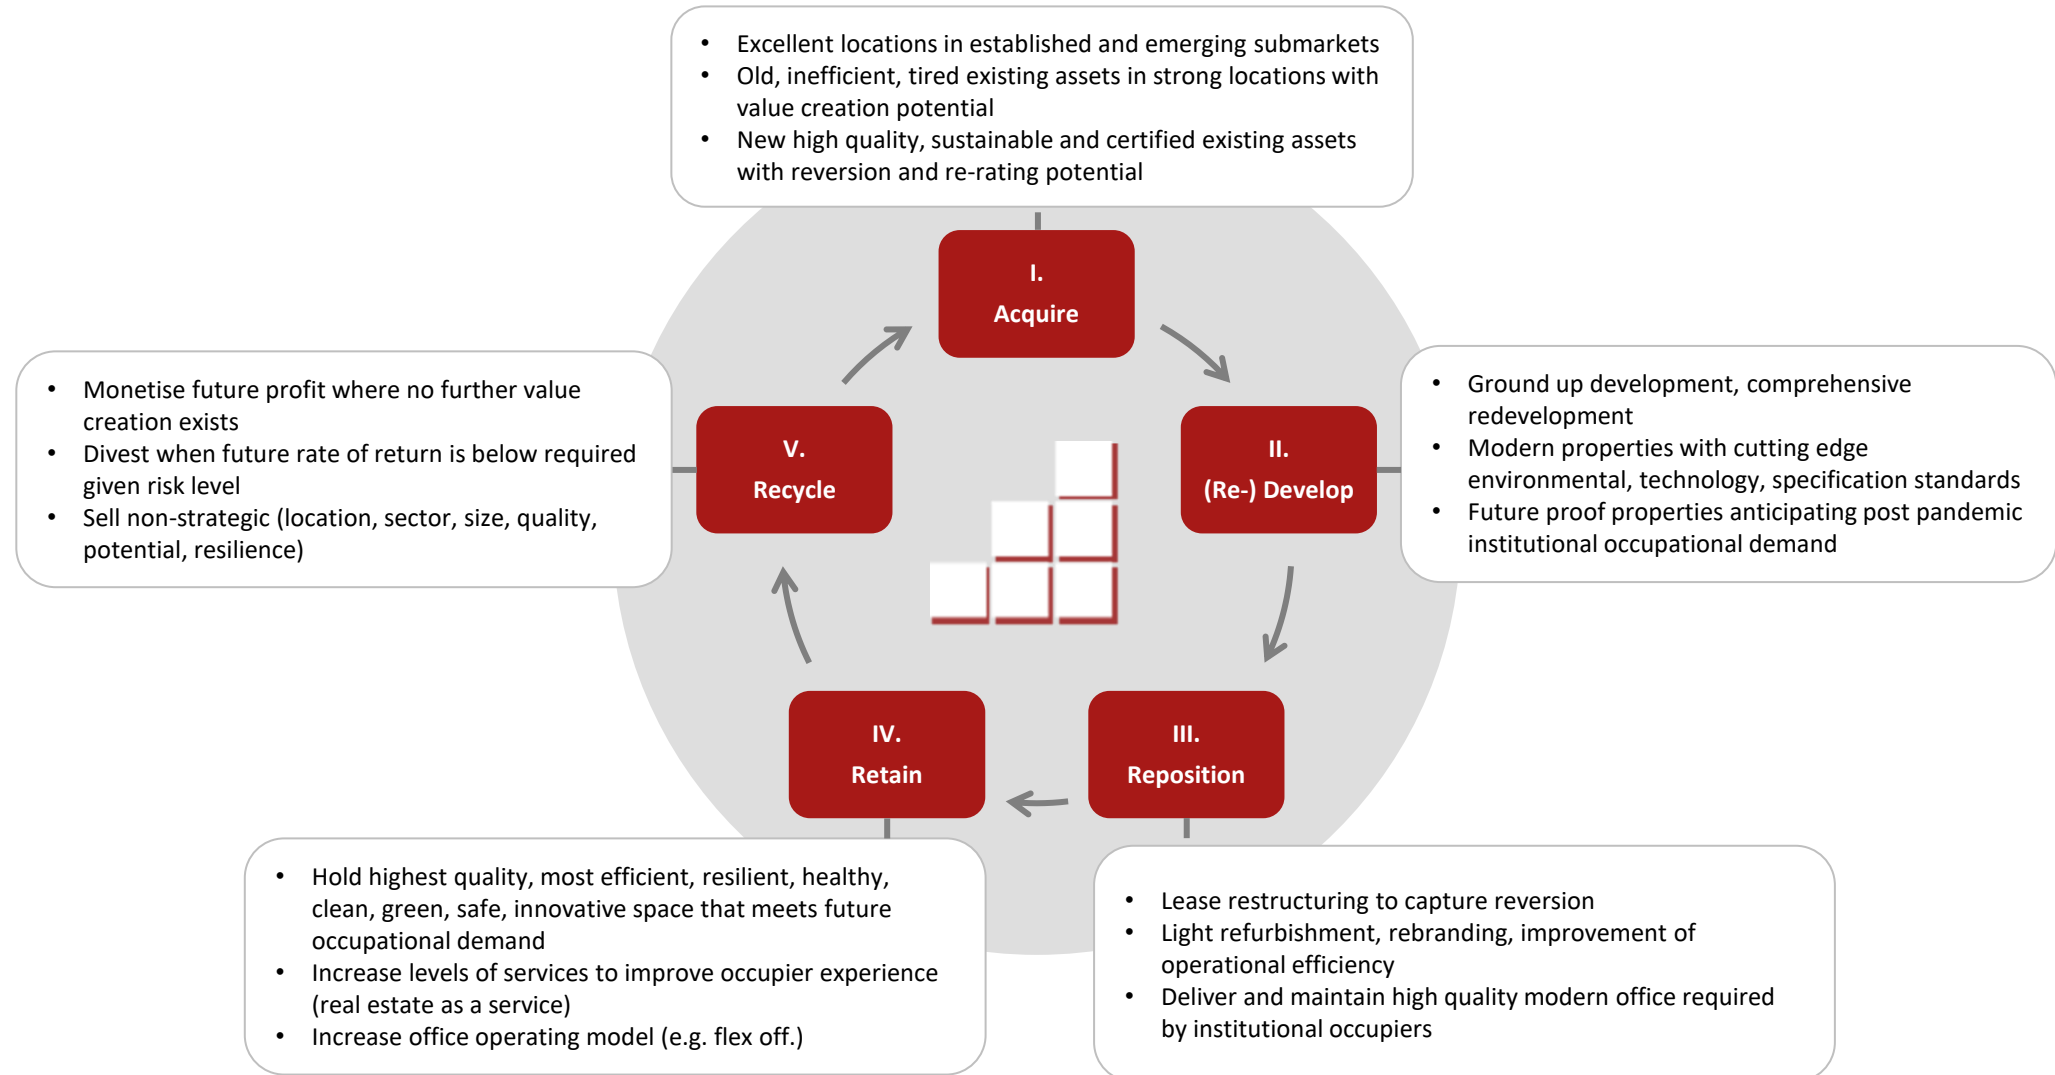 • Excellent locations in established and emerging submarkets
• Old, inefficient, tired existing assets in strong locations with
value creation potential
• New high quality, sustainable and certified existing assets
with reversion and re-rating potential
I.
Acquire
II.
(Re-) Develop
• Ground up development, comprehensive
redevelopment
• Modern properties with cutting edge
environmental, technology, specification standards
• Future proof properties anticipating post pandemic
institutional occupational demand
III.
Reposition
• Lease restructuring to capture reversion
• Light refurbishment, rebranding, improvement of
operational efficiency
• Deliver and maintain high quality modern office required
by institutional occupiers
IV.
Retain
• Hold highest quality, most efficient, resilient, healthy,
clean, green, safe, innovative space that meets future
occupational demand
• Increase levels of services to improve occupier experience
(real estate as a service)
• Increase office operating model (e.g. flex off.)
V.
Recycle
• Monetise future profit where no further value
creation exists
• Divest when future rate of return is below required
given risk level
• Sell non-strategic (location, sector, size, quality,
potential, resilience)